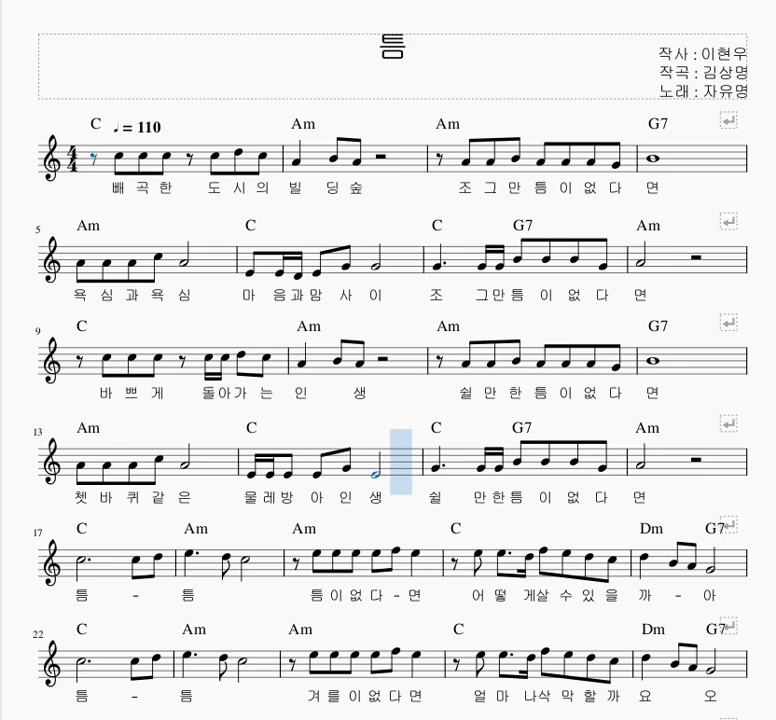 틈
작사 : 이현우
작곡 : 김상명
노래 : 자유명
C ♩ = 110 Am Am G7
빼 곡 한 도 시 의 빌 딩 숲 조 그 만 틈 이 없 다 면
5 Am C C G7 Am
욕 심 과 욕 심 마 음 과 맘 사 이 조 그 만 틈 이 없 다 면
9 C Am Am G7
바 쁘 게 돌 아 가 는 인 생 쉴 만 한 틈 이 없 다 면
13 Am C C G7 Am
쳇 바 퀴 같 은 물 레 방 아 인 생 쉴 만 한 틈 이 없 다 면
17 C Am Am C Dm G7
틈 - 틈 틈 이 없 다 - 면 어 떻 게 살 수 있 을 까 - 아
22 C Am Am C Dm G7
틈 - 틈 겨 를 이 없 다 면 얼 마 나 삭 막 할 까 요 오